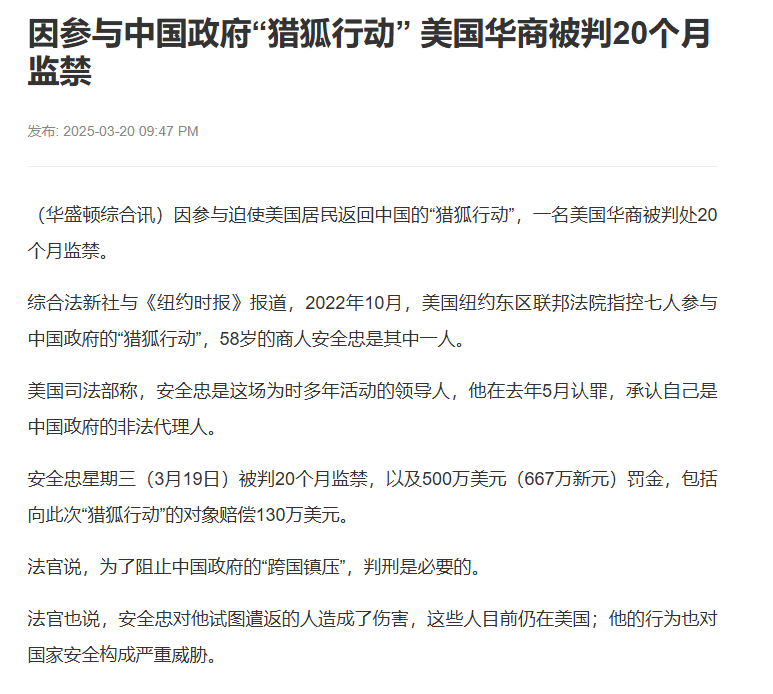 因参与中国政府“猎狐行动” 美国华商被判20个月
监禁
发布: 2025-03-20 09:47 PM
（华盛顿综合讯）因参与迫使美国居民返回中国的“猎狐行动”，一名美国华商被判处20
个月监禁。
综合法新社与《纽约时报》报道，2022年10月，美国纽约东区联邦法院指控七人参与
中国政府的“猎狐行动”，58岁的商人安全忠是其中一人。
美国司法部称，安全忠是这场为时多年活动的领导人，他在去年5月认罪，承认自己是
中国政府的非法代理人。
安全忠星期三（3月19日）被判20个月监禁，以及500万美元（667万新元）罚金，包括
向此次“猎狐行动”的对象赔偿130万美元。
法官说，为了阻止中国政府的“跨国镇压”，判刑是必要的。
法官也说，安全忠对他试图遣返的人造成了伤害，这些人目前仍在美国；他的行为也对
国家安全构成严重威胁。